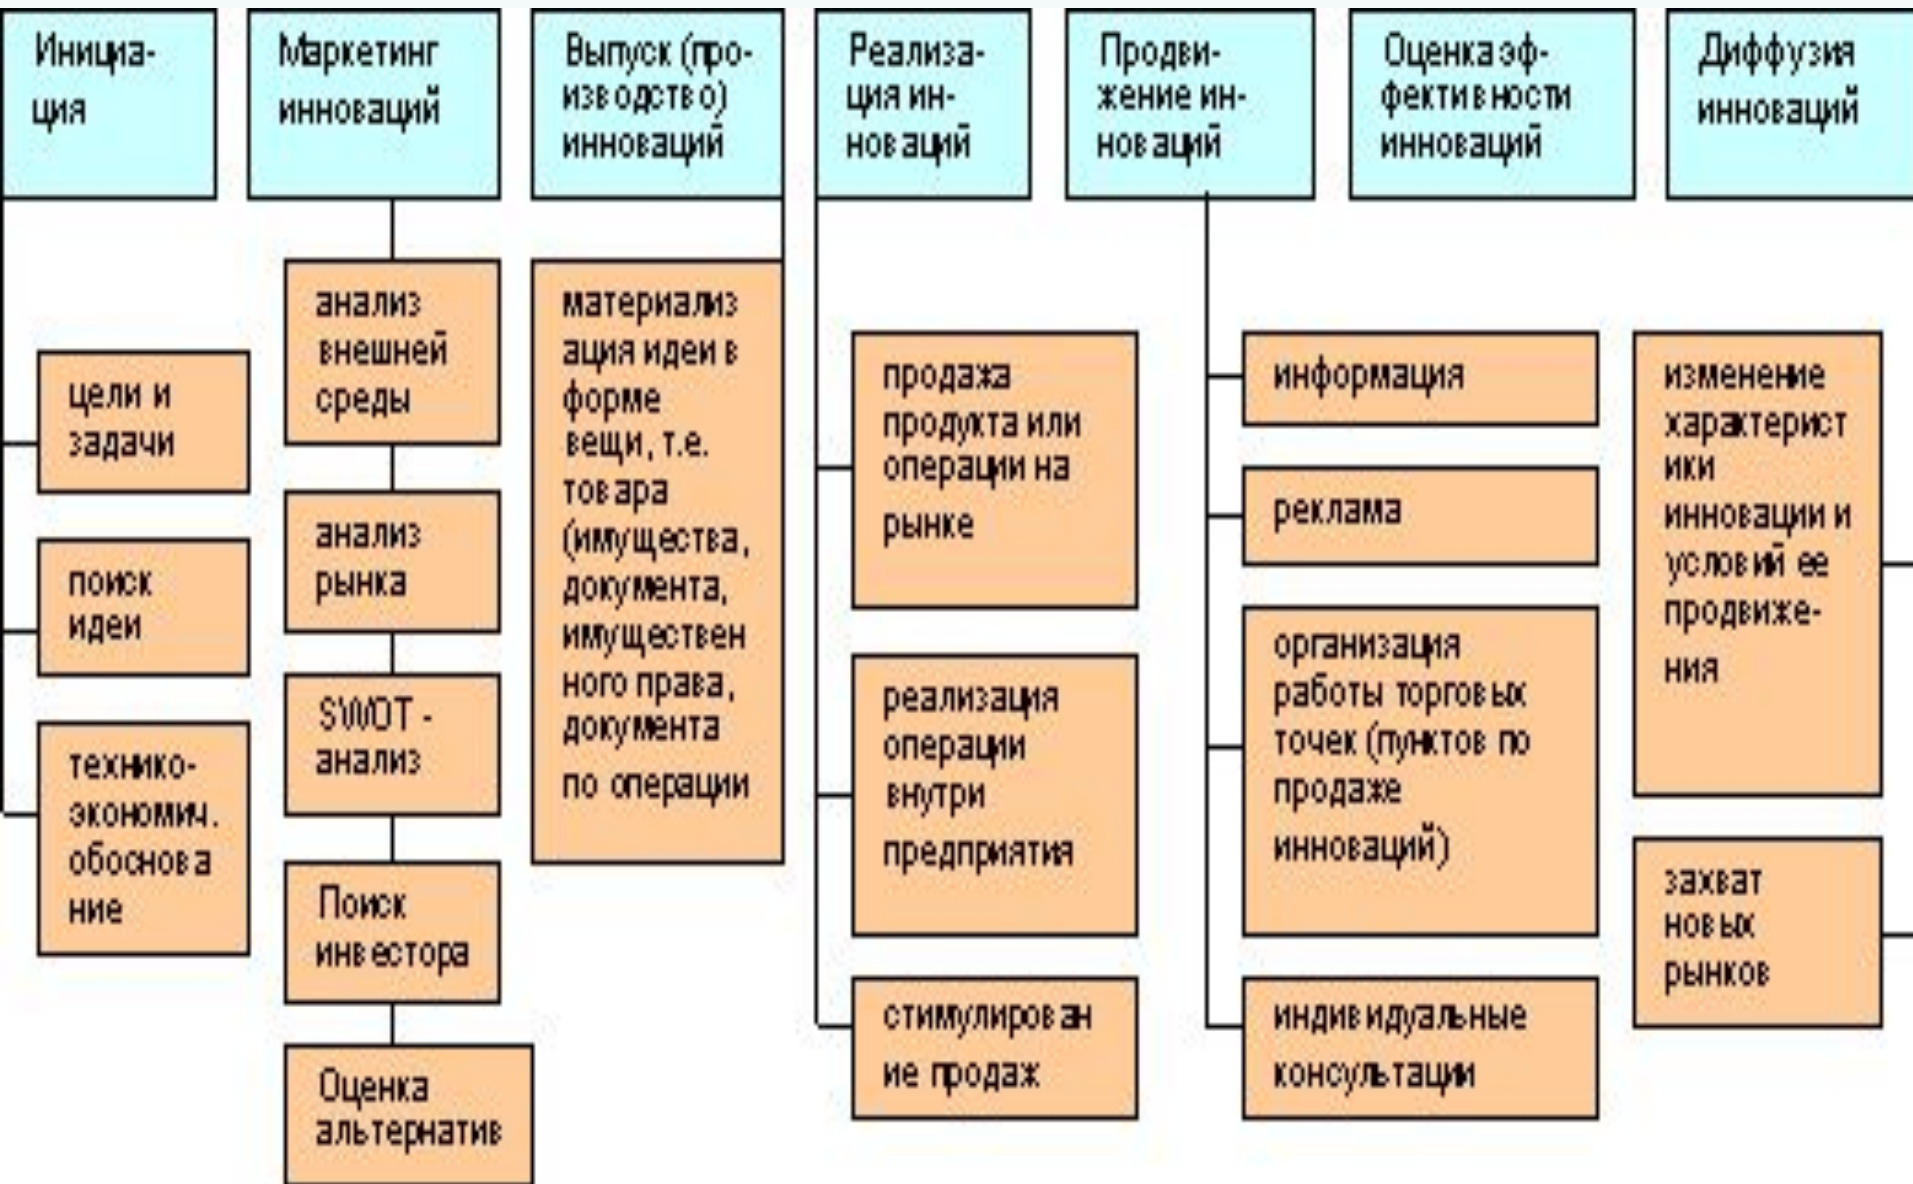 Инициа-
ция
Маркетинг
инноваций
Выпуск (про-
изводство)
инноваций
Реализа-
ция ин-
новаций
Продви-
жение ин-
новаций
Оценка эф-
фективности
инноваций
Диффузия
инноваций
цели и
задачи
поиск
идеи
технико-
экономич.
обоснова
ние
анализ
внешней
среды
анализ
рынка
SWOT -
анализ
Поиск
инвестора
Оценка
альтернатив
материализ
ация идеи в
форме
вещи, т.е.
товара
(имущества,
документа,
имуществен
ного права,
документа
по операции
продажа
продукта или
операции на
рынке
реализация
операции
внутри
предприятия
стимулирован
ие продаж
информация
реклама
организация
работы торговых
точек (пунктов по
продаже
инноваций)
индивидуальные
консультации
изменение
характерист
ики
инновации и
условий ее
продвиже-
ния
захват
новых
рынков